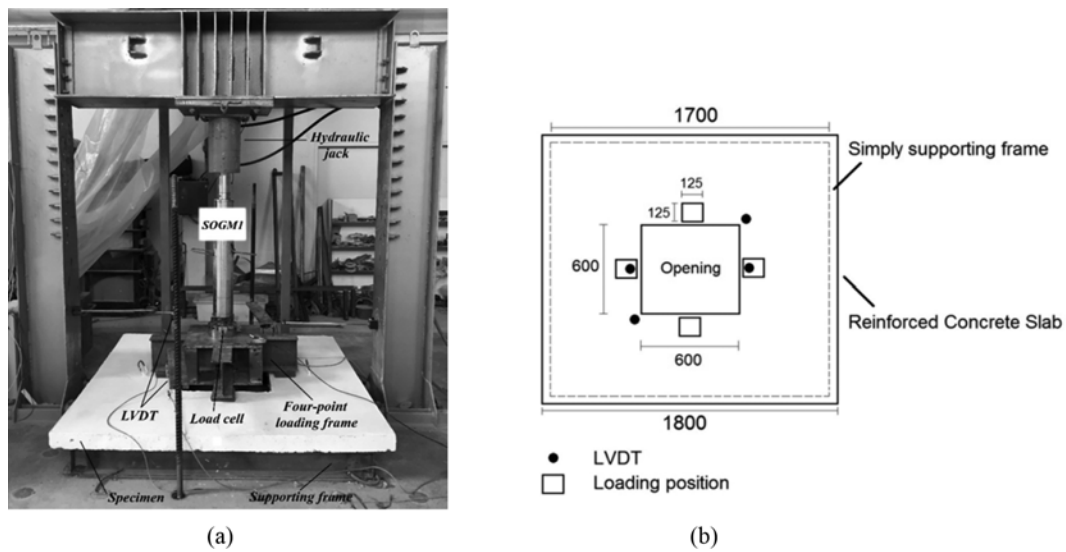 Hydraulic
jack
SOGM1
LVDT
Load cell
Four-point
loading frame
Specimen
Supporting frame
(a)
1700
Simply supporting frame
125
125
600
Opening
600
Reinforced Concrete Slab
1800
LVDT
Loading position
(b)